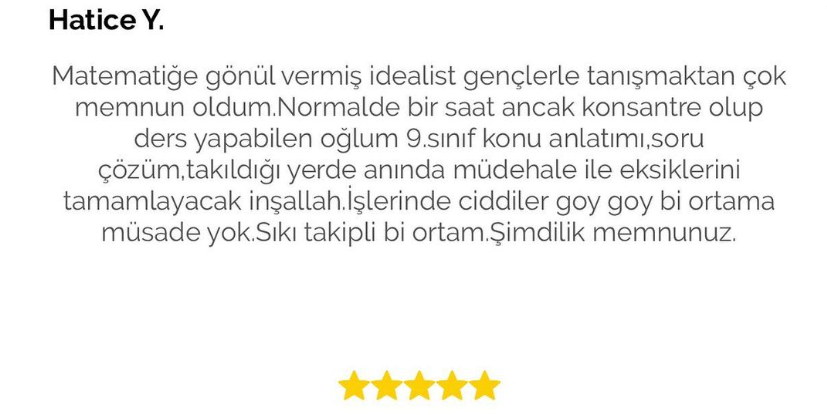 Hatice Y.
Matematiğe gönül vermiş idealist gençlerle tanışmaktan çok
memnun oldum.Normalde bir saat ancak konsantre olup
ders yapabilen oğlum 9.sınıf konu anlatımı,soru
çözüm,takıldığı yerde anında müdehale ile eksiklerini
tamamlayacak inşallah.İşlerinde ciddiler goy goy bi ortama
müsade yok.Sıkı takipli bi ortam.Şimdilik memnunuz.